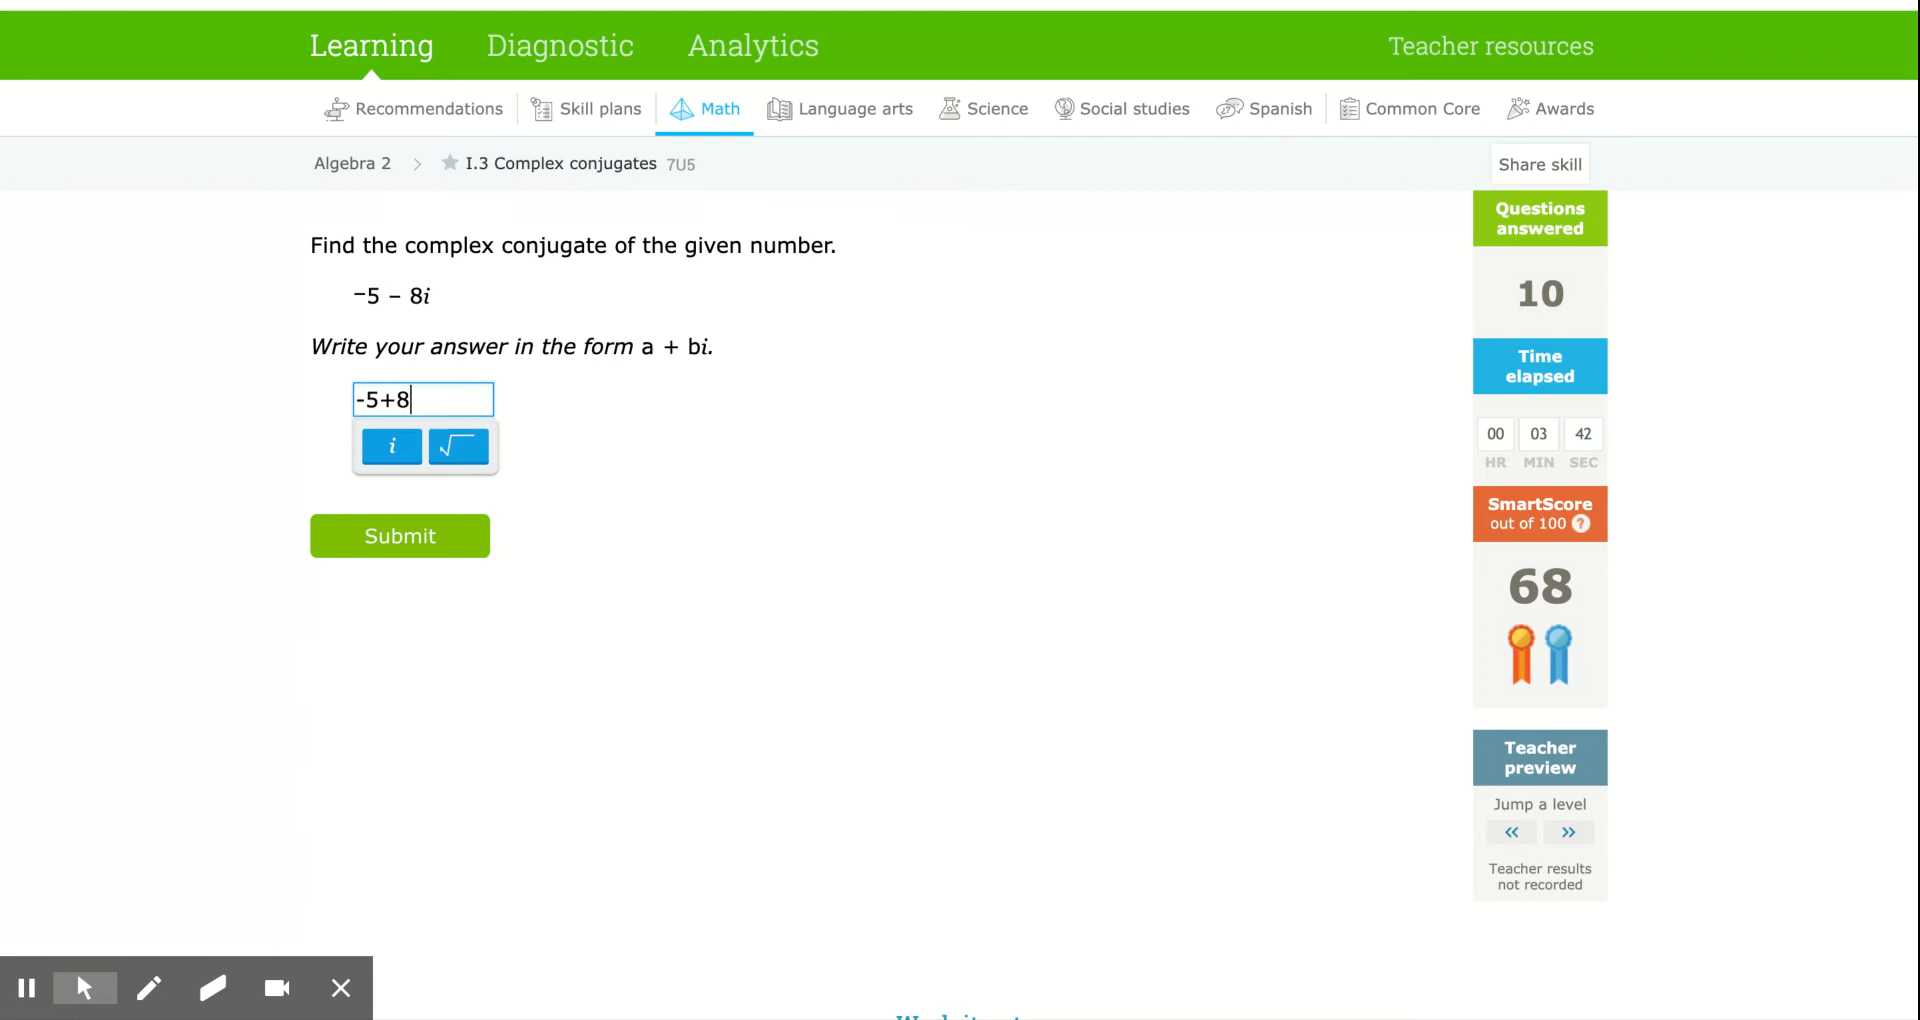 Learning Diagnostic Analytics Teacher resources
Recommendations Skill plans Math Language arts Science Social studies Spanish Common Core Awards
Algebra 2 > I.3 Complex conjugates 7U5 Share skill
Find the complex conjugate of the given number.
-5 – 8i
Write your answer in the form a + bi.
-5+8
i √
Submit
Questions
answered
10
Time
elapsed
00 03 42
HR MIN SEC
SmartScore
out of 100 ?
68
Teacher
preview
Jump a level
« »
Teacher results
not recorded